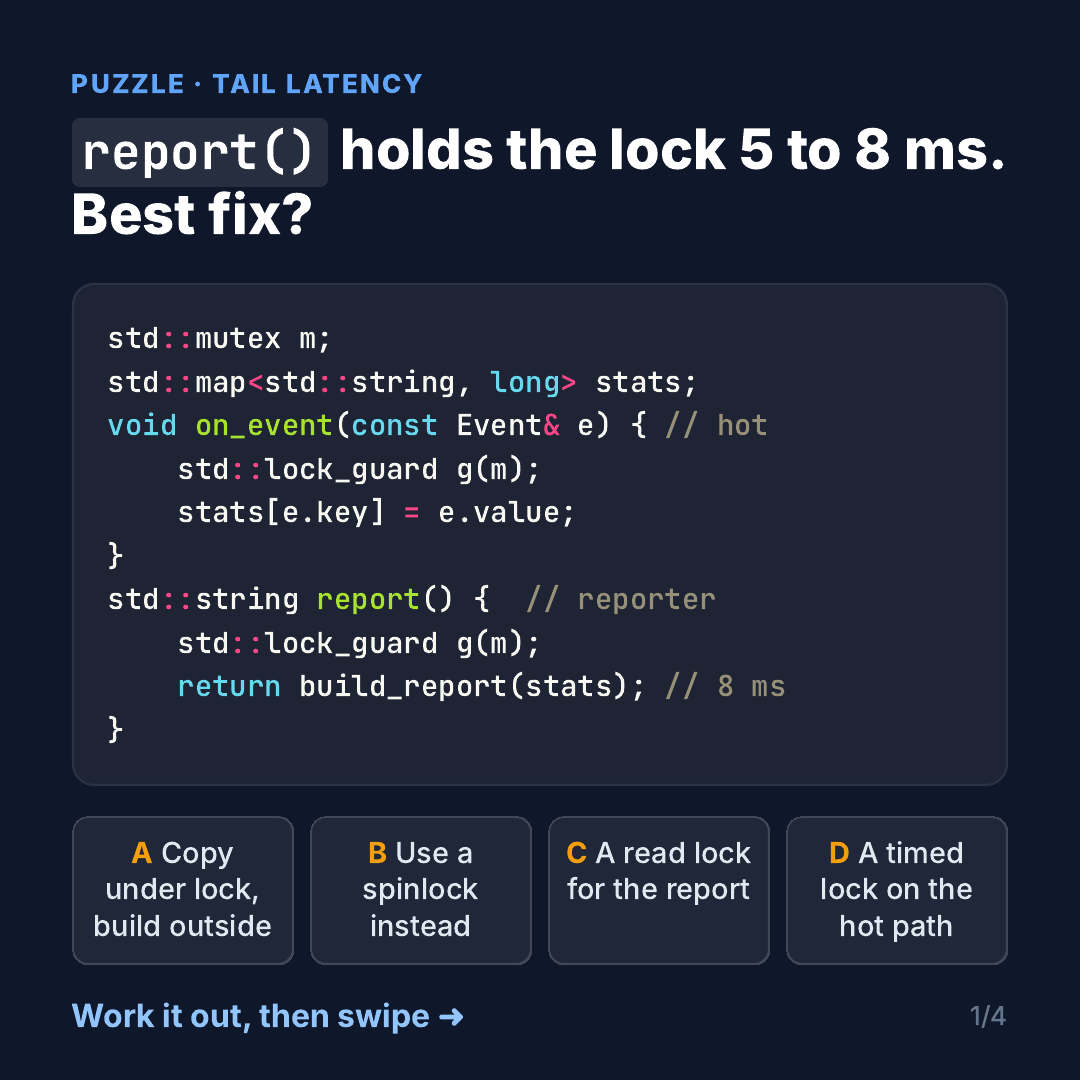 PUZZLE · TAIL LATENCY
report() holds the lock 5 to 8 ms.
Best fix?
std::mutex m;
std::map<std::string, long> stats;
void on_event(const Event& e) { // hot
    std::lock_guard g(m);
    stats[e.key] = e.value;
}
std::string report() {  // reporter
    std::lock_guard g(m);
    return build_report(stats); // 8 ms
}
A Copy
under lock,
build outside
B Use a
spinlock
instead
C A read lock
for the report
D A timed
lock on the
hot path
Work it out, then swipe ➜
1/4